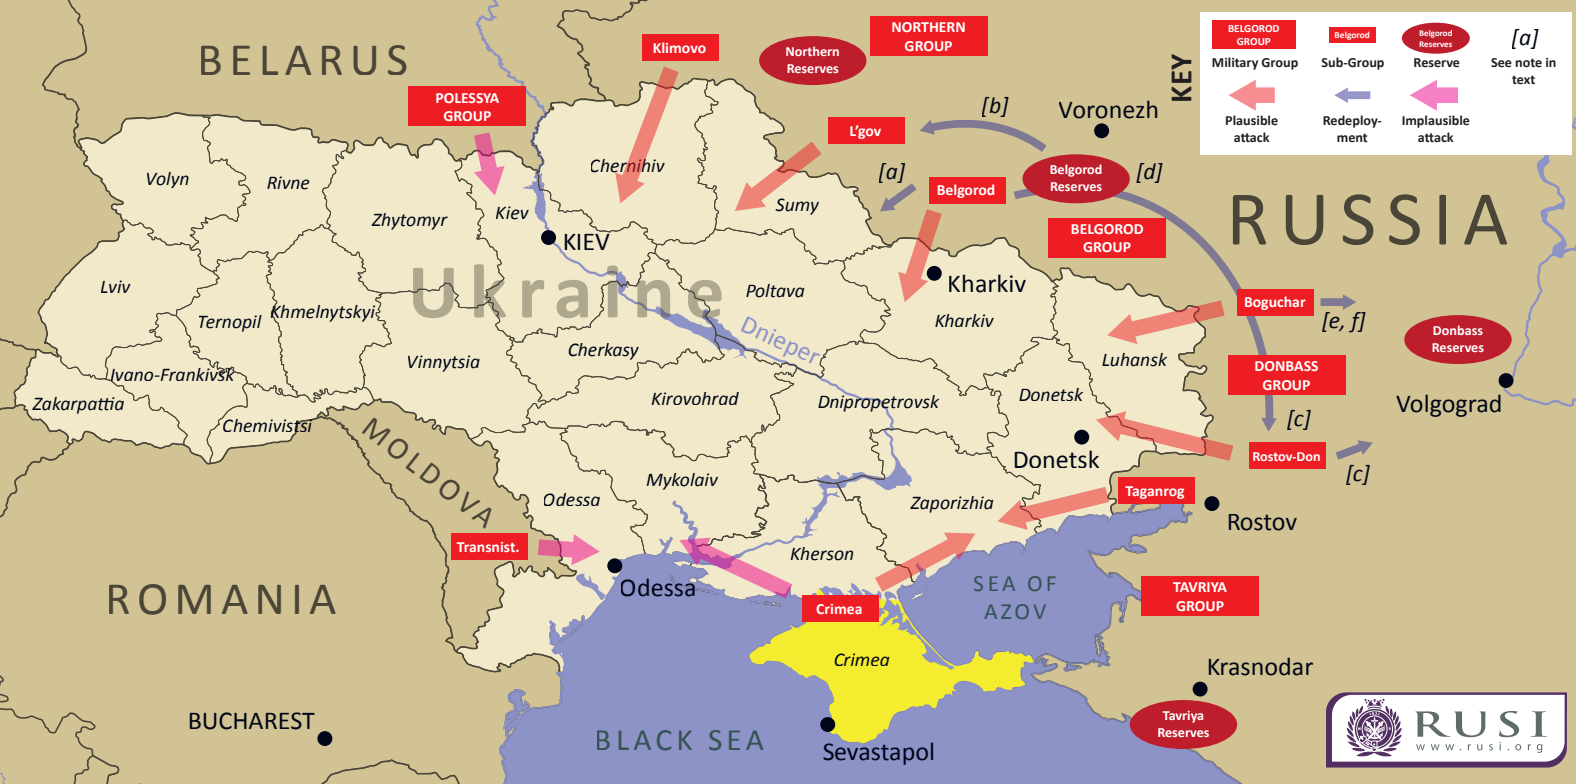 BELARUS
Klimovo
Northern
Reserves
NORTHERN
GROUP
POLESSYA
GROUP
L'gov
[b]
Voronezh
KEY
BELGOROD
GROUP
Military Group
Belgorod
Sub-Group
Belgorod
Reserves
Reserve
[a]
See note in
text
Plausible
attack
Redeploy-
ment
Implausible
attack
Volyn
Rivne
Zhytomyr
Kiev
KIEV
Chernihiv
Sumy
[a]
Belgorod
Belgorod
Reserves
[d]
BELGOROD
GROUP
RUSSIA
Lviv
Ternopil
Khmelnytskyi
Ukraine
Poltava
Kharkiv
Kharkiv
Boguchar
[e, f]
Donbass
Reserves
Ivano-Frankivsk
Vinnytsia
Cherkasy
Dnieper
Luhansk
DONBASS
GROUP
Volgograd
Zakarpattia
Chemivistsi
Kirovohrad
Dnipropetrovsk
Donetsk
Donetsk
[c]
Rostov-Don
[c]
MOLDOVA
Odessa
Mykolaiv
Zaporizhia
Taganrog
Rostov
Transnist.
Odessa
Kherson
Crimea
SEA OF
AZOV
TAVRIYA
GROUP
ROMANIA
Crimea
Krasnodar
Tavriya
Reserves
BUCHAREST
BLACK SEA
Sevastapol
RUSI
www.rusi.org